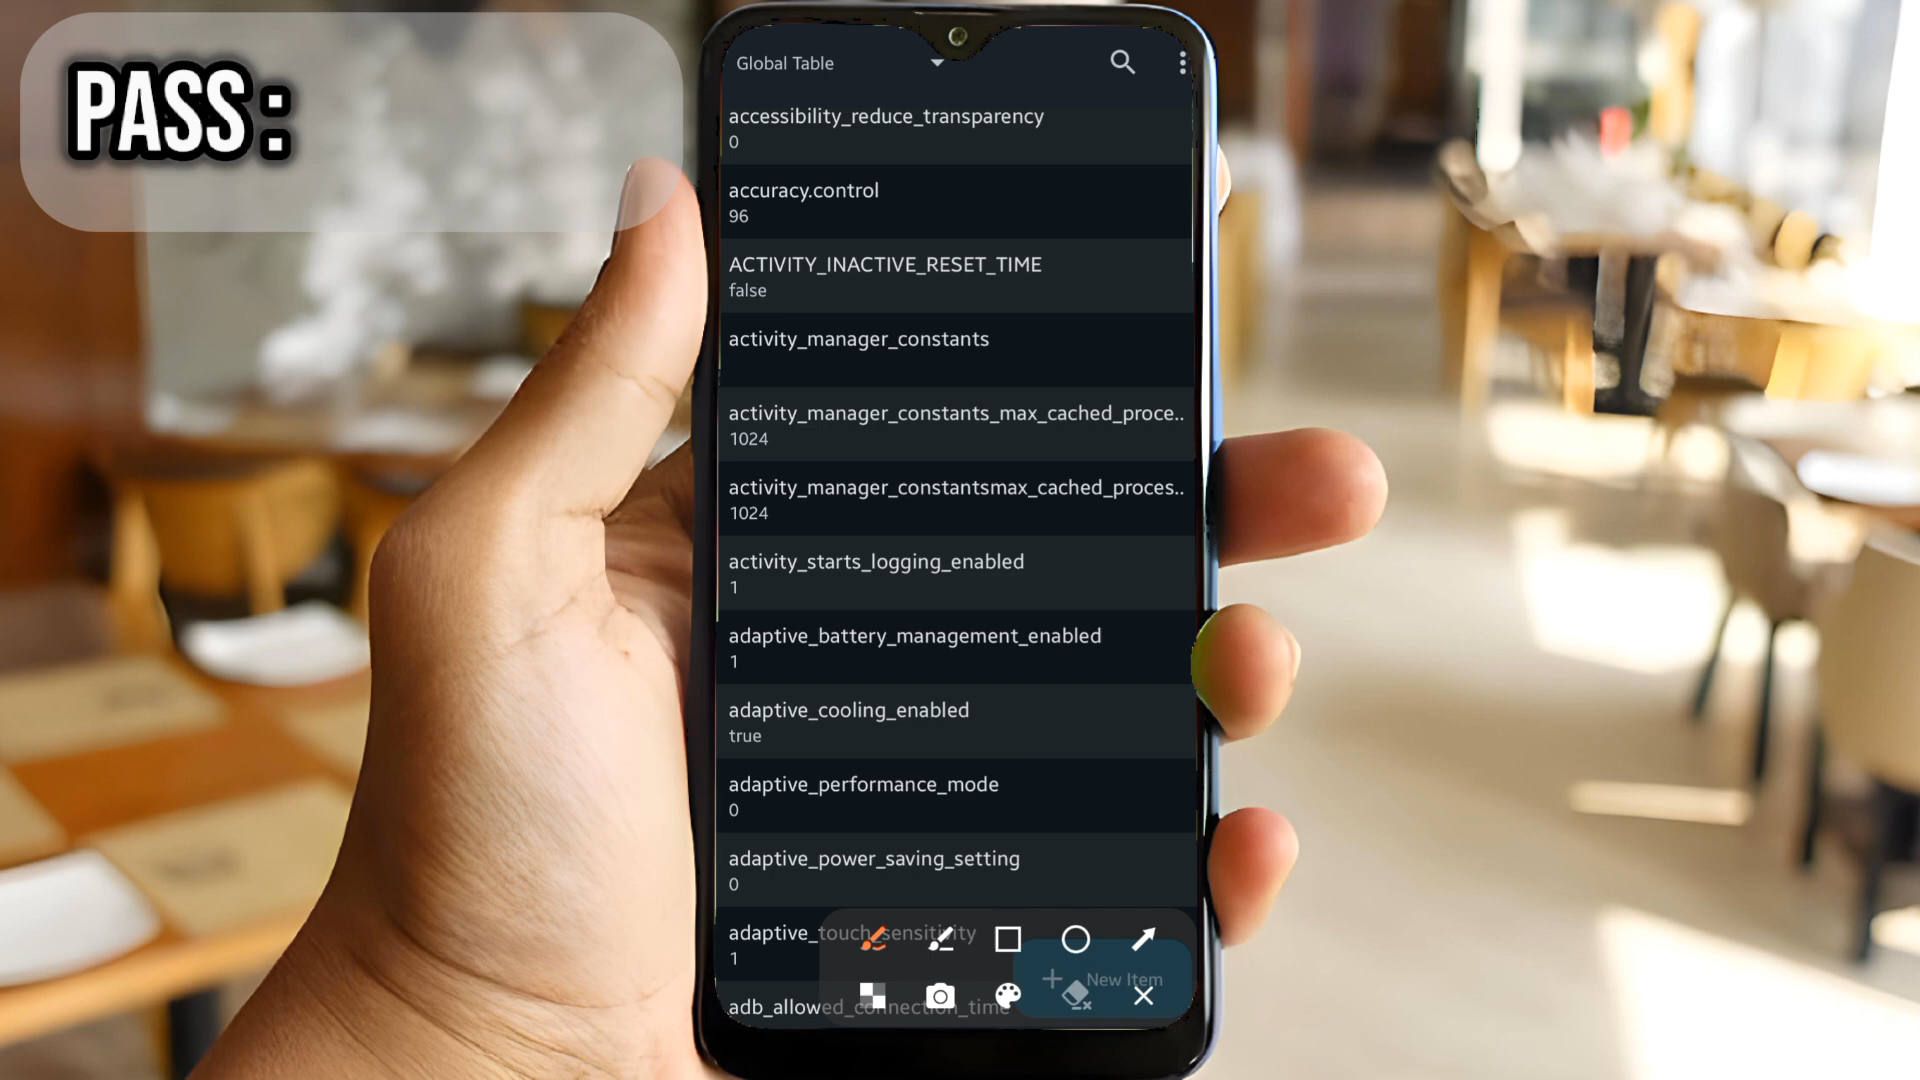 PASS:
Global Table
accessibility_reduce_transparency
0
accuracy.control
96
ACTIVITY_INACTIVE_RESET_TIME
false
activity_manager_constants
activity_manager_constants_max_cached_proce..
1024
activity_manager_constantsmax_cached_proces..
1024
activity_starts_logging_enabled
1
adaptive_battery_management_enabled
1
adaptive_cooling_enabled
true
adaptive_performance_mode
0
adaptive_power_saving_setting
0
adaptive_touch_sensitivity
1
New Item
adb_allowed_connection_time